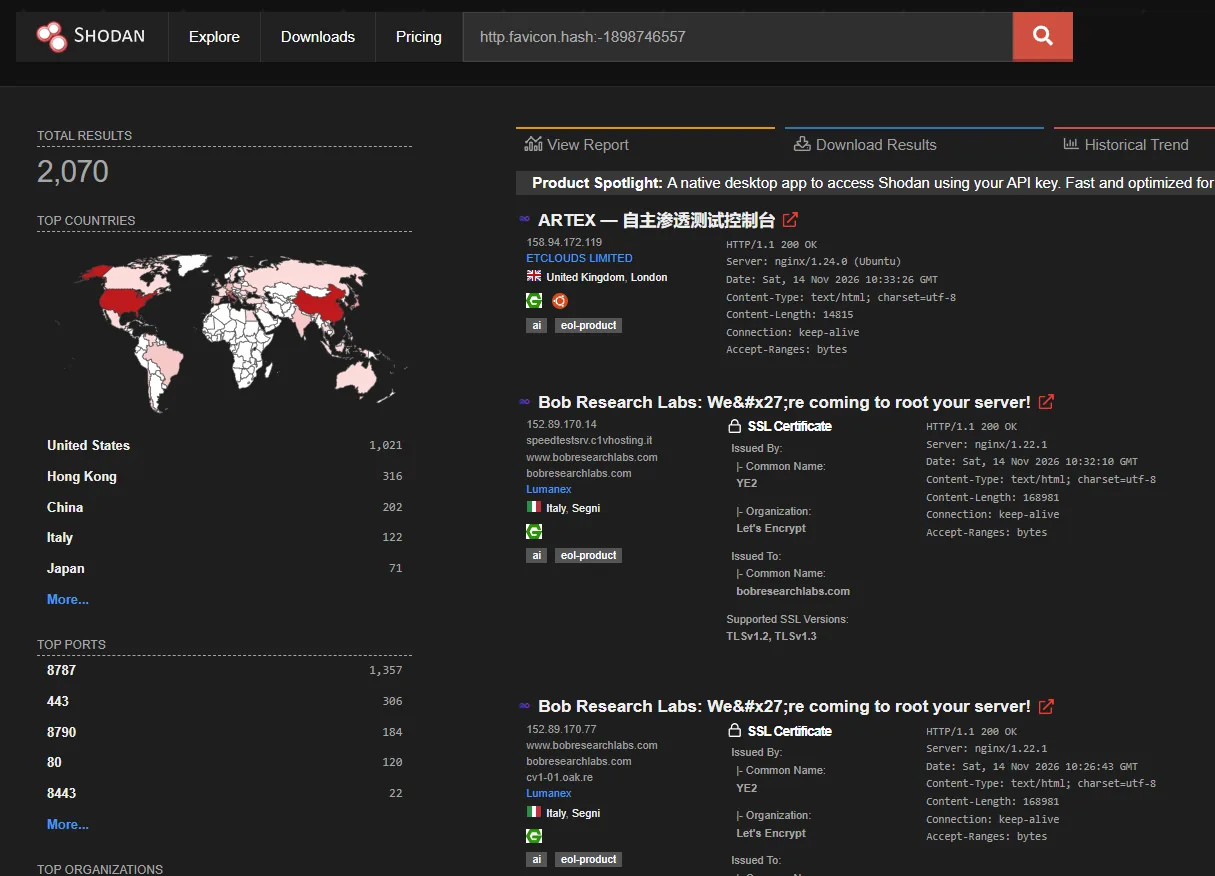 SHODAN Explore Downloads Pricing http.favicon.hash:-1898746557
TOTAL RESULTS
2,070
TOP COUNTRIES
United States 1,021
Hong Kong 316
China 202
Italy 122
Japan 71
More...
TOP PORTS
8787 1,357
443 306
8790 184
80 120
8443 22
More...
TOP ORGANIZATIONS
View Report Download Results Historical Trend
Product Spotlight: A native desktop app to access Shodan using your API key. Fast and optimized for
ARTEX — 自主渗透测试控制台
158.94.172.119
ETCLOUDS LIMITED
United Kingdom, London
ai eol-product
HTTP/1.1 200 OK
Server: nginx/1.24.0 (Ubuntu)
Date: Sat, 14 Nov 2026 10:33:26 GMT
Content-Type: text/html; charset=utf-8
Content-Length: 14815
Connection: keep-alive
Accept-Ranges: bytes
Bob Research Labs: We&#x27;re coming to root your server!
152.89.170.14
speedtestsrv.c1vhosting.it
www.bobresearchlabs.com
bobresearchlabs.com
Lumanex
Italy, Segni
ai eol-product
SSL Certificate
Issued By:
|- Common Name:
YE2
|- Organization:
Let's Encrypt
Issued To:
|- Common Name:
bobresearchlabs.com
Supported SSL Versions:
TLSv1.2, TLSv1.3
HTTP/1.1 200 OK
Server: nginx/1.22.1
Date: Sat, 14 Nov 2026 10:32:10 GMT
Content-Type: text/html; charset=utf-8
Content-Length: 168981
Connection: keep-alive
Accept-Ranges: bytes
Bob Research Labs: We&#x27;re coming to root your server!
152.89.170.77
www.bobresearchlabs.com
bobresearchlabs.com
cv1-01.oak.re
Lumanex
Italy, Segni
ai eol-product
SSL Certificate
Issued By:
|- Common Name:
YE2
|- Organization:
Let's Encrypt
Issued To:
HTTP/1.1 200 OK
Server: nginx/1.22.1
Date: Sat, 14 Nov 2026 10:26:43 GMT
Content-Type: text/html; charset=utf-8
Content-Length: 168981
Connection: keep-alive
Accept-Ranges: bytes